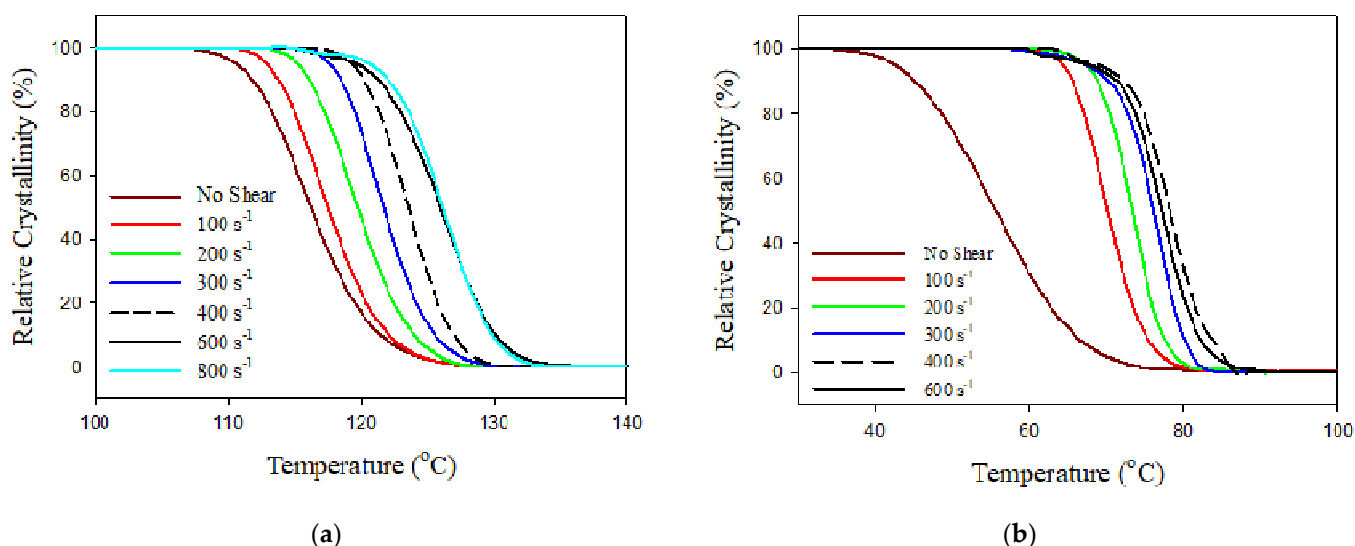 100
80
60
40
20
0
Relative Crystallinity (%)
No Shear
100 s-1
200 s-1
300 s-1
400 s-1
600 s-1
800 s-1
100 110 120 130 140
Temperature (oC)
(a)
100
80
60
40
20
0
Relative Crystallinity (%)
No Shear
100 s-1
200 s-1
300 s-1
400 s-1
600 s-1
40 60 80 100
Temperature (oC)
(b)